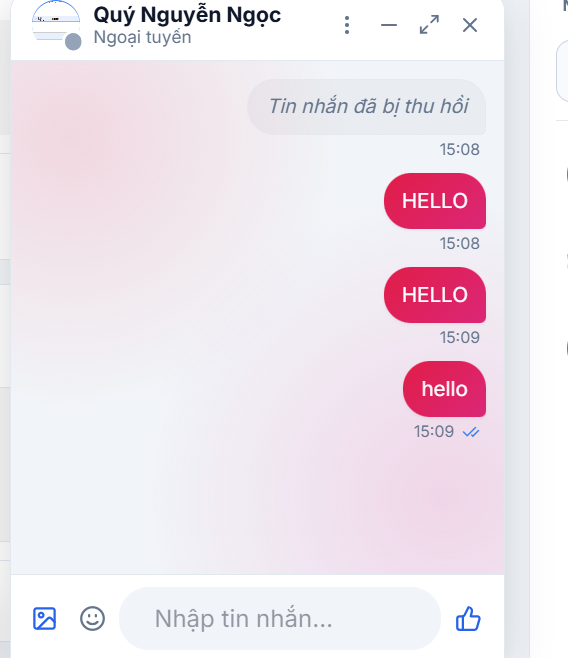 Quý Nguyễn Ngọc
Ngoại tuyến
Tin nhắn đã bị thu hồi
15:08
HELLO
15:08
HELLO
15:09
hello
15:09
Nhập tin nhắn...